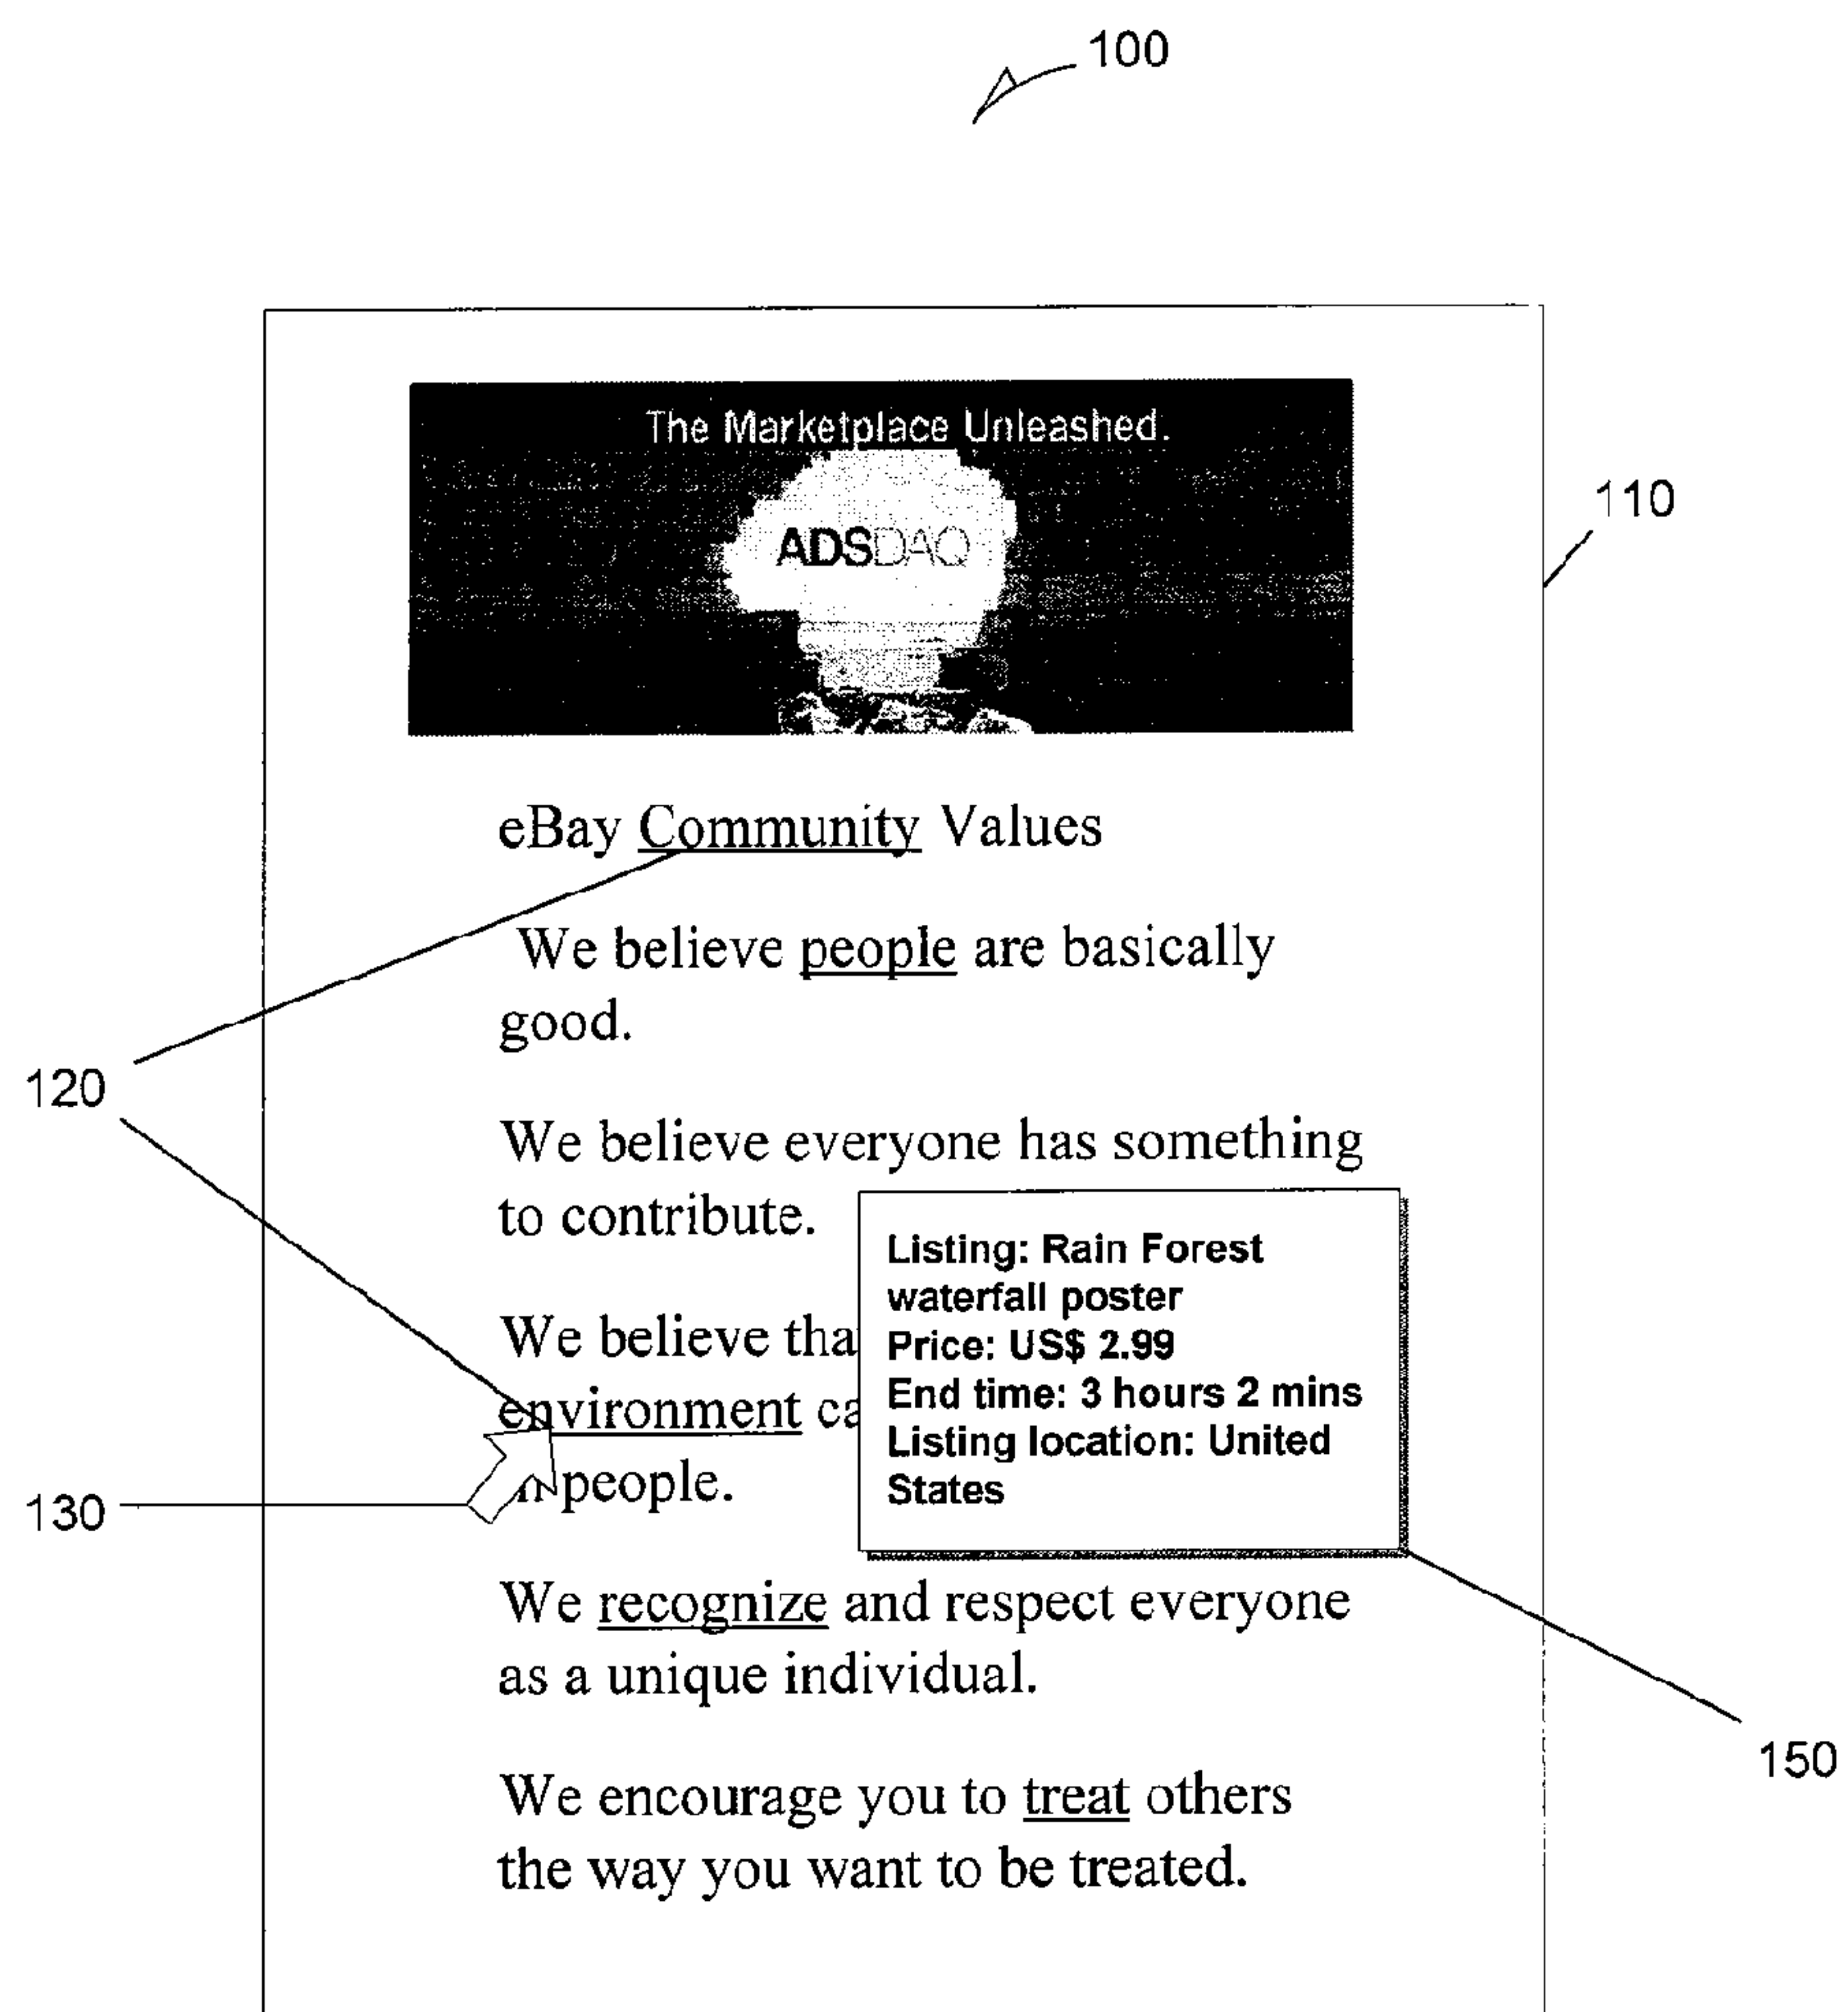 100
The Marketplace Unleashed.
110
ADSDAQ
eBay Community Values
We believe people are basically
good.
120
We believe everyone has something
to contribute.
Listing: Rain Forest
waterfall poster
Price: US$ 2.99
End time: 3 hours 2 mins
Listing location: United
States
We believe tha
environment ca
people.
130
We recognize and respect everyone
as a unique individual.
150
We encourage you to treat others
the way you want to be treated.